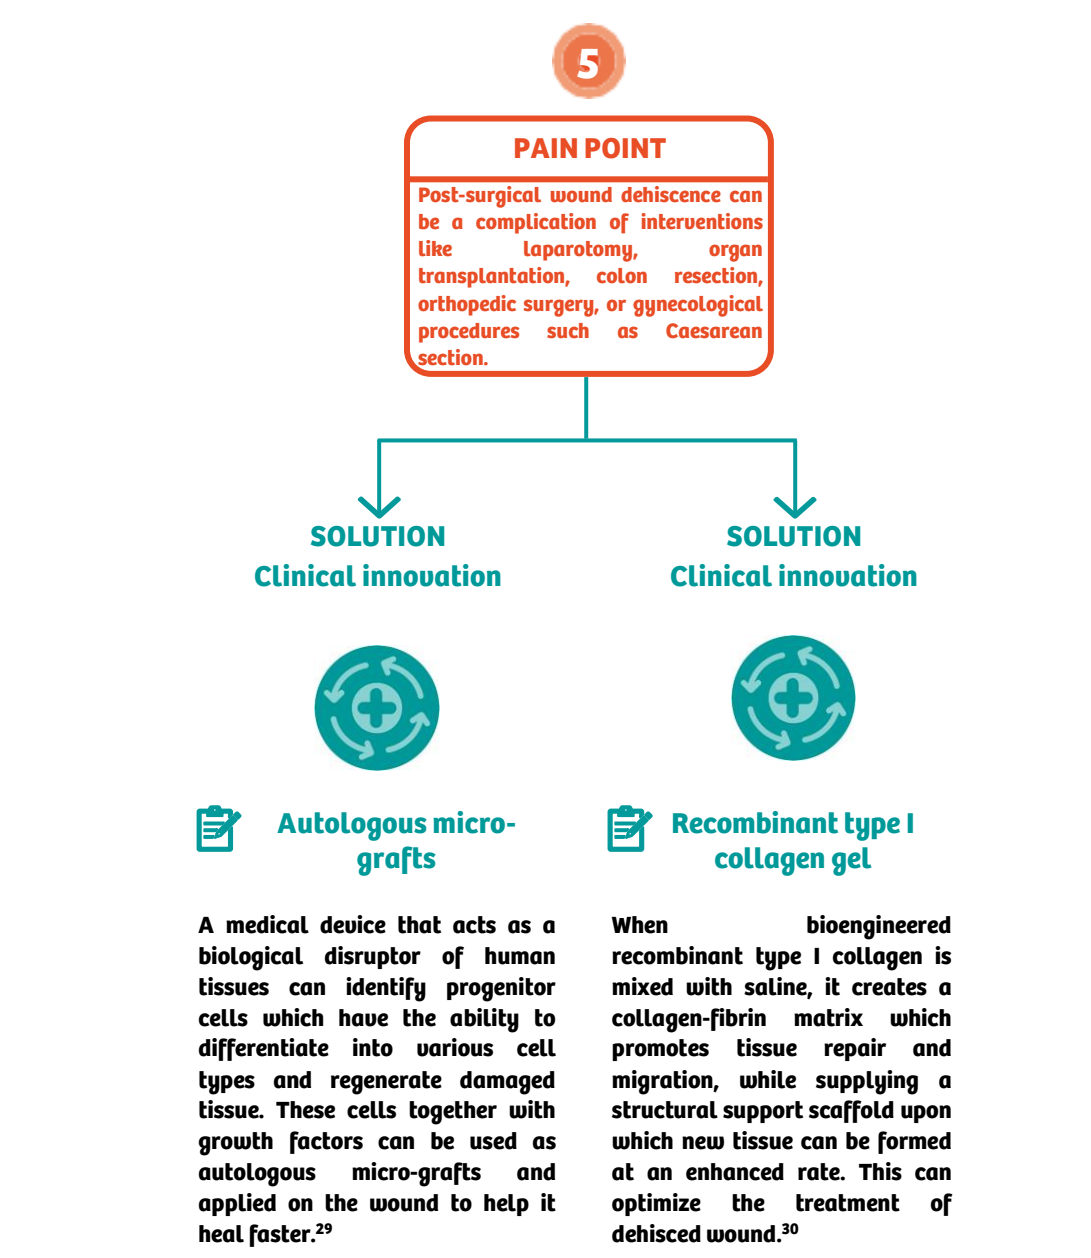 5
PAIN POINT
Post-surgical wound dehiscence can
be a complication of interventions
like laparotomy, organ
transplantation, colon resection,
orthopedic surgery, or gynecological
procedures such as Caesarean
section.
SOLUTION
Clinical innovation
SOLUTION
Clinical innovation
Autologous micro-
grafts
A medical device that acts as a
biological disruptor of human
tissues can identify progenitor
cells which have the ability to
differentiate into various cell
types and regenerate damaged
tissue. These cells together with
growth factors can be used as
autologous micro-grafts and
applied on the wound to help it
heal faster.²⁹
Recombinant type I
collagen gel
When bioengineered
recombinant type I collagen is
mixed with saline, it creates a
collagen-fibrin matrix which
promotes tissue repair and
migration, while supplying a
structural support scaffold upon
which new tissue can be formed
at an enhanced rate. This can
optimize the treatment of
dehisced wound.³⁰